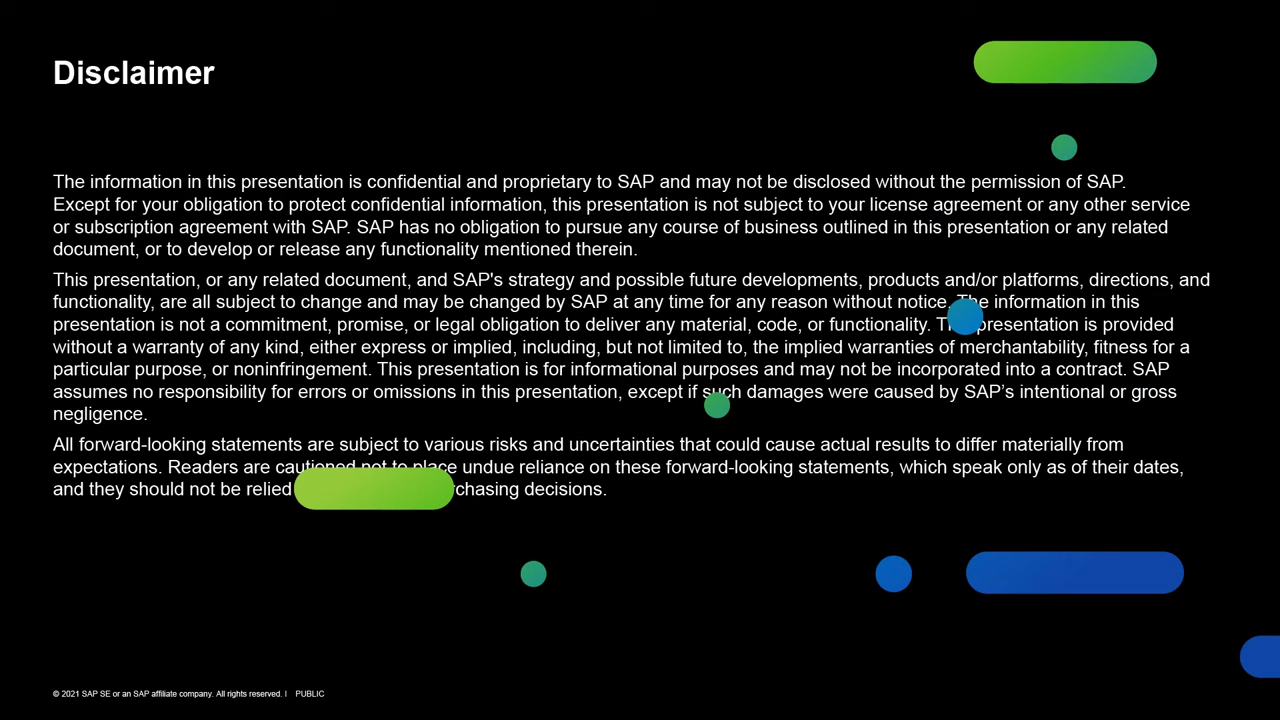 Disclaimer
The information in this presentation is confidential and proprietary to SAP and may not be disclosed without the permission of SAP.
Except for your obligation to protect confidential information, this presentation is not subject to your license agreement or any other service
or subscription agreement with SAP. SAP has no obligation to pursue any course of business outlined in this presentation or any related
document, or to develop or release any functionality mentioned therein.
This presentation, or any related document, and SAP's strategy and possible future developments, products and/or platforms, directions, and
functionality, are all subject to change and may be changed by SAP at any time for any reason without notice. The information in this
presentation is not a commitment, promise, or legal obligation to deliver any material, code, or functionality. presentation is provided
without a warranty of any kind, either express or implied, including, but not limited to, the implied warranties of merchantability, fitness for a
particular purpose, or noninfringement. This presentation is for informational purposes and may not be incorporated into a contract. SAP
assumes no responsibility for errors or omissions in this presentation, except if such damages were caused by SAP’s intentional or gross
negligence.
All forward-looking statements are subject to various risks and uncertainties that could cause actual results to differ materially from
expectations. Readers are cautioned not to place undue reliance on these forward-looking statements, which speak only as of their dates,
and they should not be relied decisions.
© 2021 SAP SE or an SAP affiliate company. All rights reserved. | PUBLIC